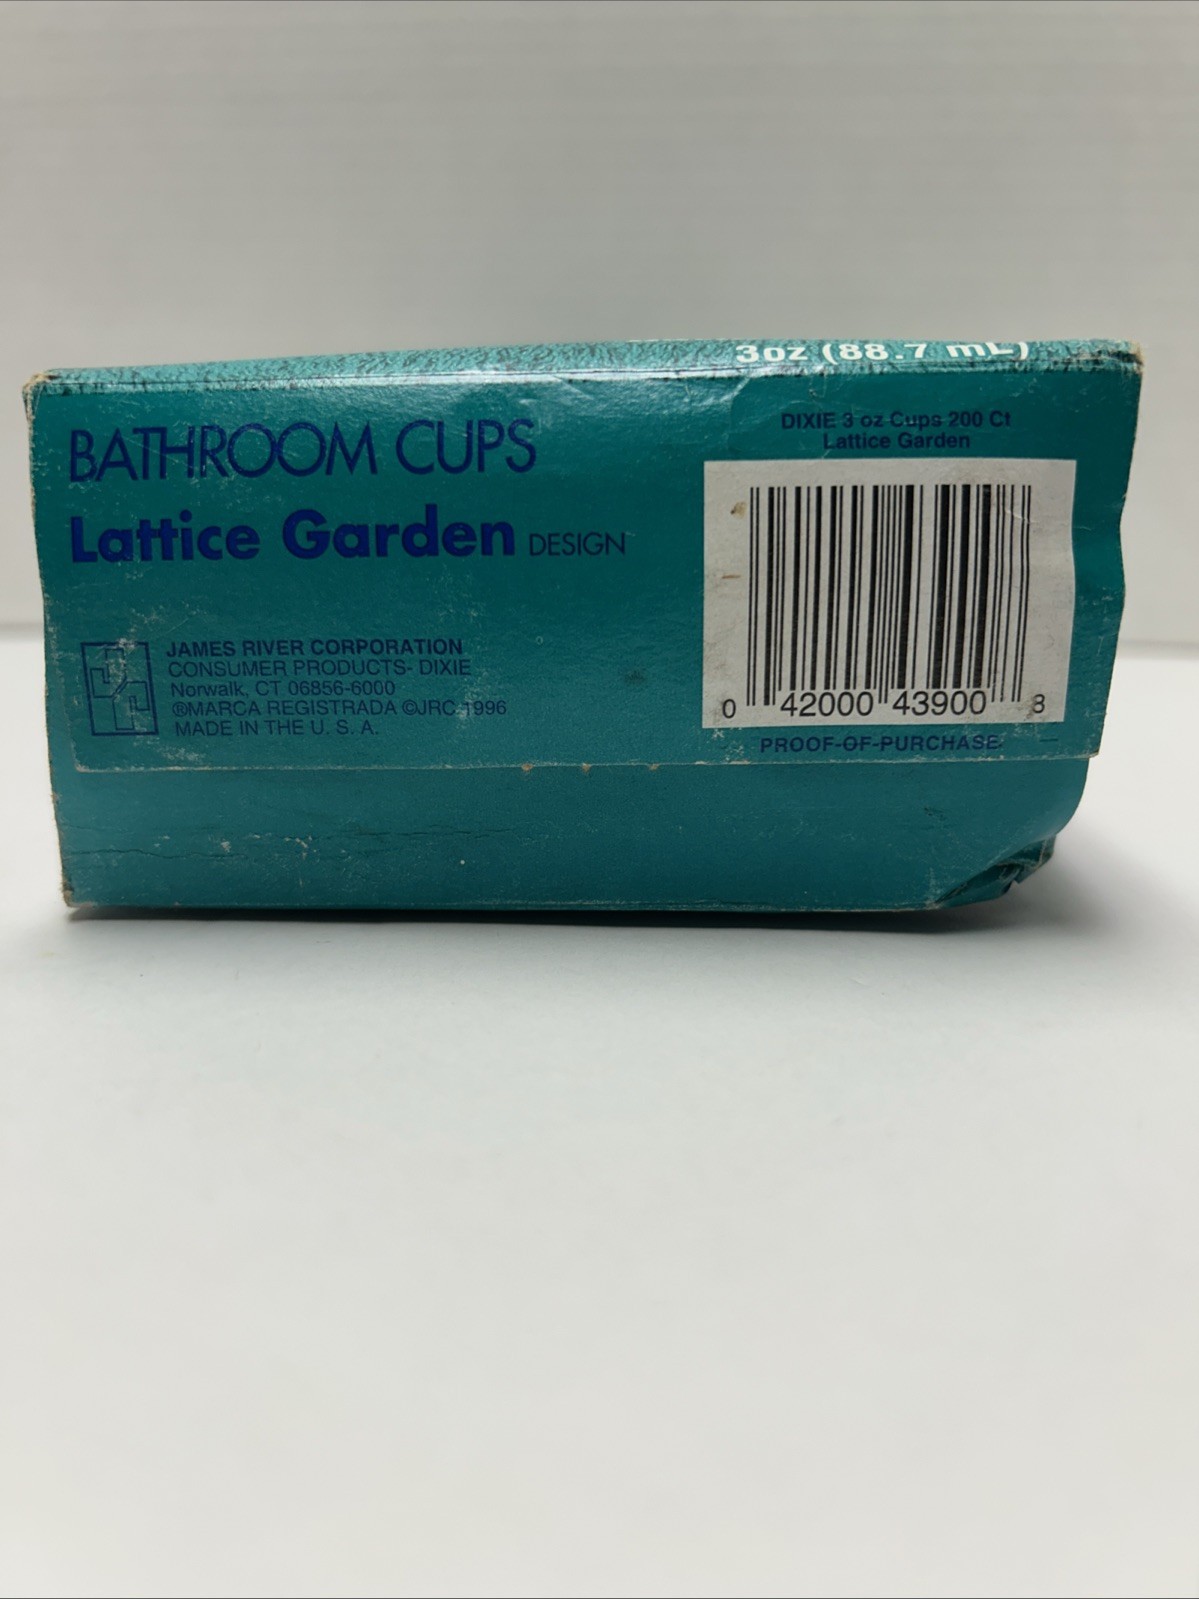 3oz (88.7 mL)
BATHROOM CUPS
Lattice Garden DESIGN
JAMES RIVER CORPORATION
CONSUMER PRODUCTS- DIXIE
Norwalk, CT 06856-6000
®MARCA REGISTRADA ©JRC 1996
MADE IN THE U. S. A.
DIXIE 3 oz Cups 200 Ct
Lattice Garden
0 42000 43900 8
PROOF-OF-PURCHASE